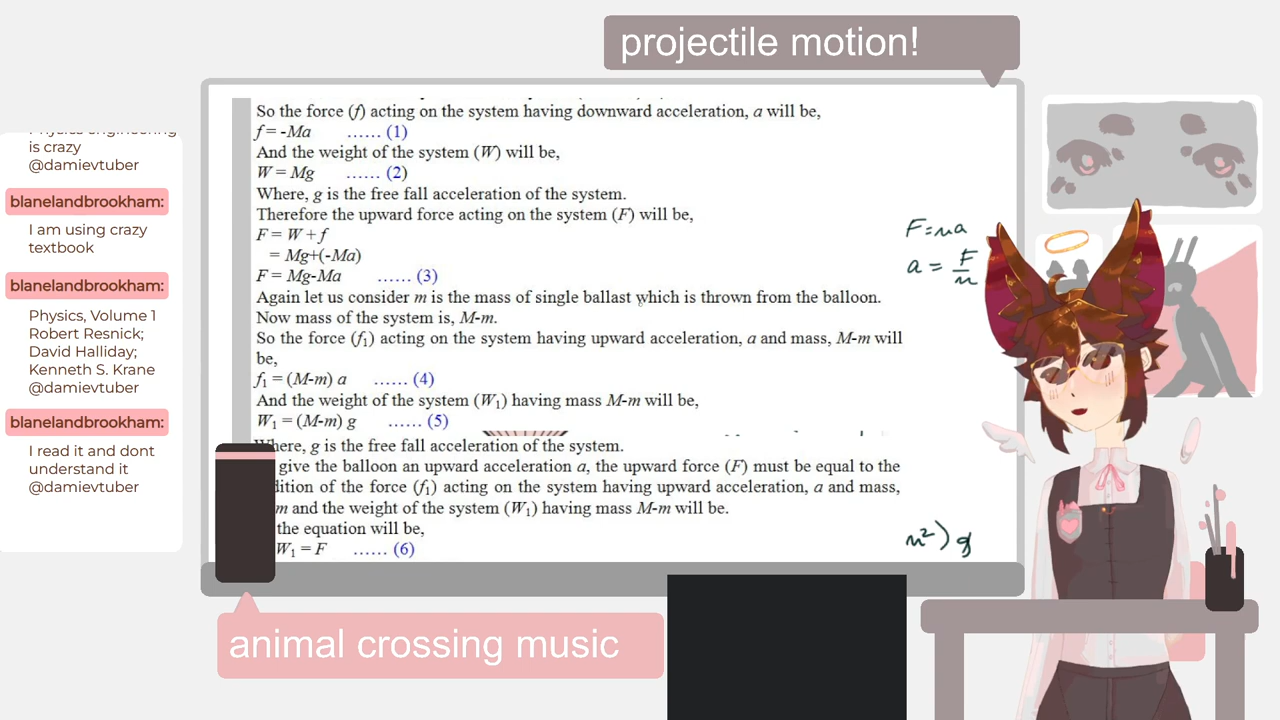 projectile motion!
is crazy
@damievtuber
blanelandbrookham:
I am using crazy
textbook
blanelandbrookham:
Physics, Volume 1
Robert Resnick;
David Halliday;
Kenneth S. Krane
@damievtuber
blanelandbrookham:
I read it and dont
understand it
@damievtuber
So the force (f) acting on the system having downward acceleration, a will be,
f = -Ma ...... (1)
And the weight of the system (W) will be,
W = Mg ...... (2)
Where, g is the free fall acceleration of the system.
Therefore the upward force acting on the system (F) will be,
F = W + f
= Mg+(-Ma)
F = Mg-Ma ...... (3)
Again let us consider m is the mass of single ballast which is thrown from the balloon.
Now mass of the system is, M-m.
So the force (f₁) acting on the system having upward acceleration, a and mass, M-m will
be,
f₁ = (M-m) a ...... (4)
And the weight of the system (W₁) having mass M-m will be,
W₁ = (M-m) g ...... (5)
Where, g is the free fall acceleration of the system.
give the balloon an upward acceleration a, the upward force (F) must be equal to the
dition of the force (f₁) acting on the system having upward acceleration, a and mass,
m and the weight of the system (W₁) having mass M-m will be.
the equation will be,
W₁ = F ...... (6)
F=ma
a = F/m
m²) g
animal crossing music